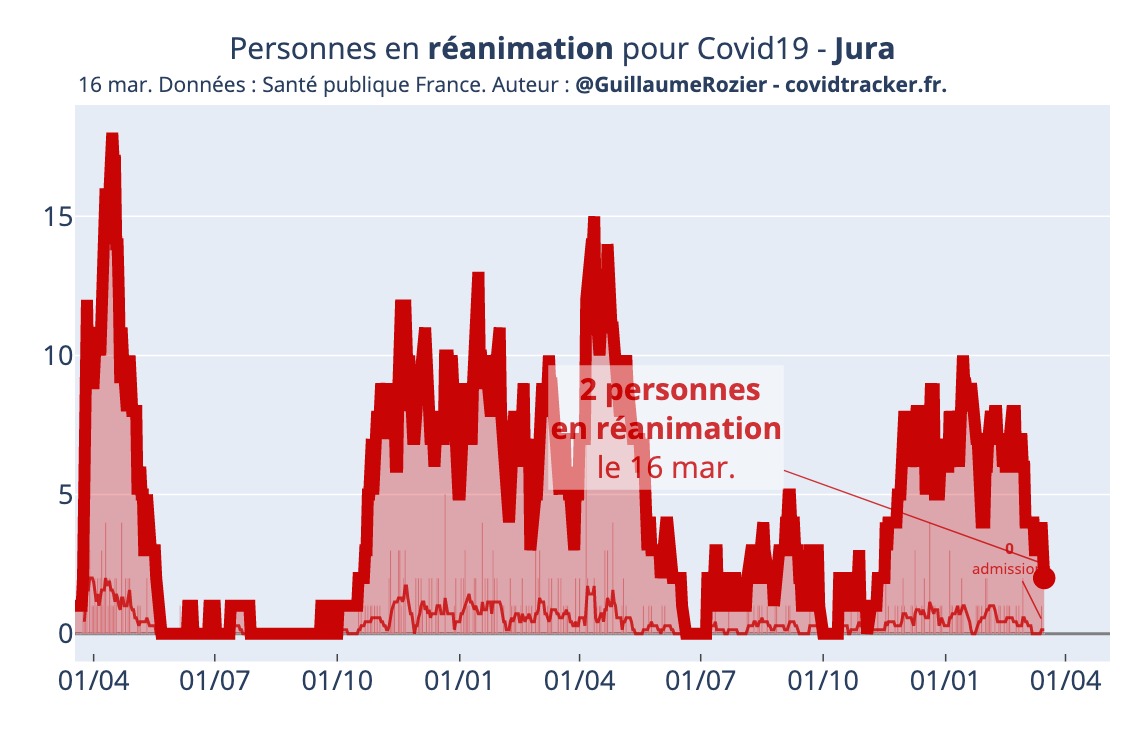 Personnes en réanimation pour Covid19 - Jura
16 mar. Données : Santé publique France. Auteur : @GuillaumeRozier - covidtracker.fr.
15
10
5
0
2 personnes
en réanimation
le 16 mar.
0
admissio
01/04
01/07
01/10
01/01
01/04
01/07
01/10
01/01
01/04